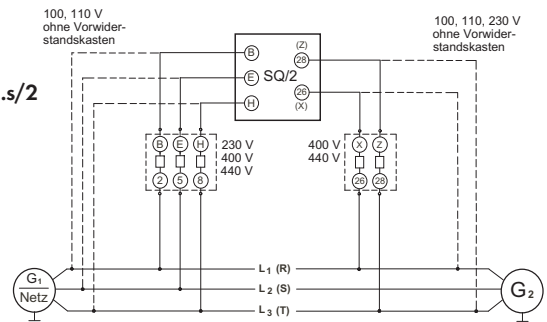 100, 110 V
ohne Vorwider-
standskasten
100, 110, 230 V
ohne Vorwider-
standskasten
.s/2
B
(Z)
28
E
SQ/2
26
H
(X)
B E H
230 V
400 V
440 V
2 5 8
400 V
440 V
X Z
26 28
L1 (R)
G1
Netz
L2 (S)
G2
L3 (T)